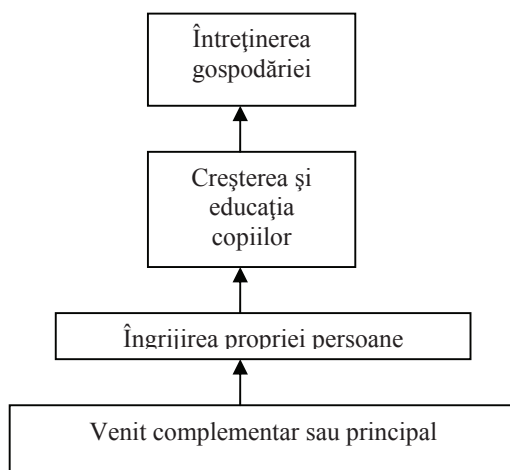 Întreţinerea
gospodăriei
Creşterea şi
educaţia
copiilor
Îngrijirea propriei persoane
Venit complementar sau principal